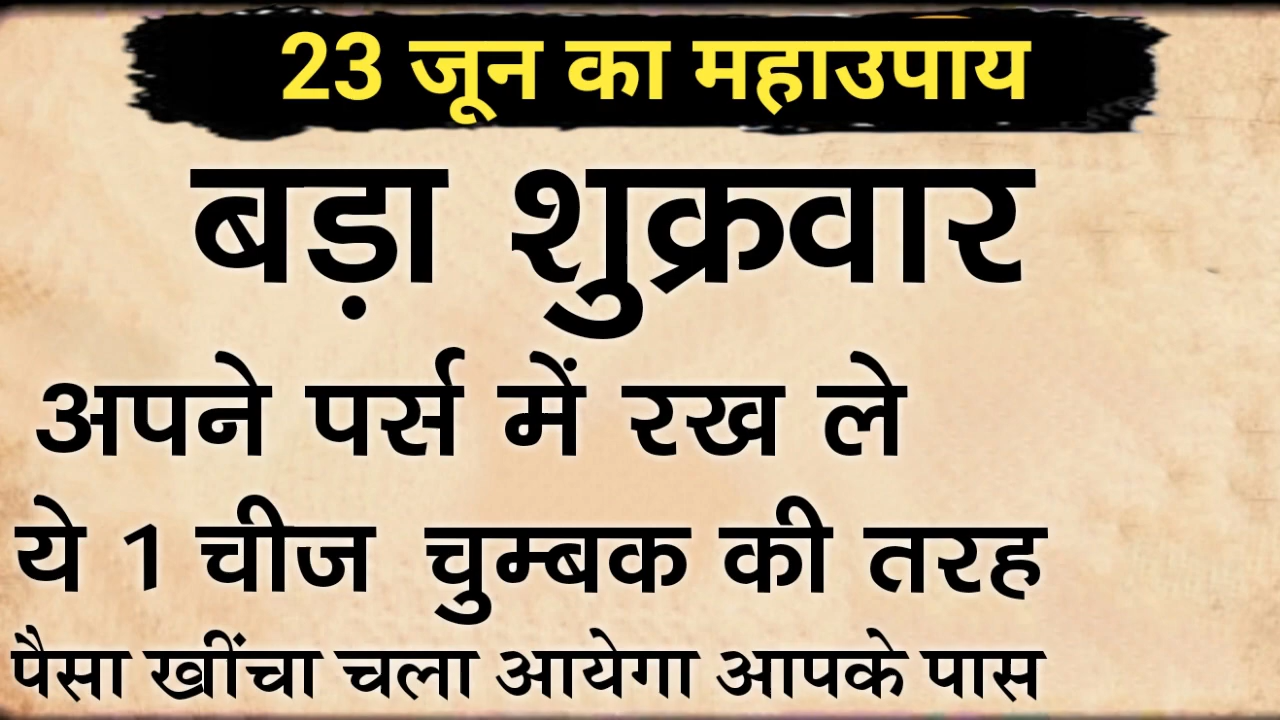 23 जून का महाउपाय
बड़ा शुक्रवार
अपने पर्स में रख ले
ये 1 चीज चुम्बक की तरह
पैसा खींचा चला आयेगा आपके पास